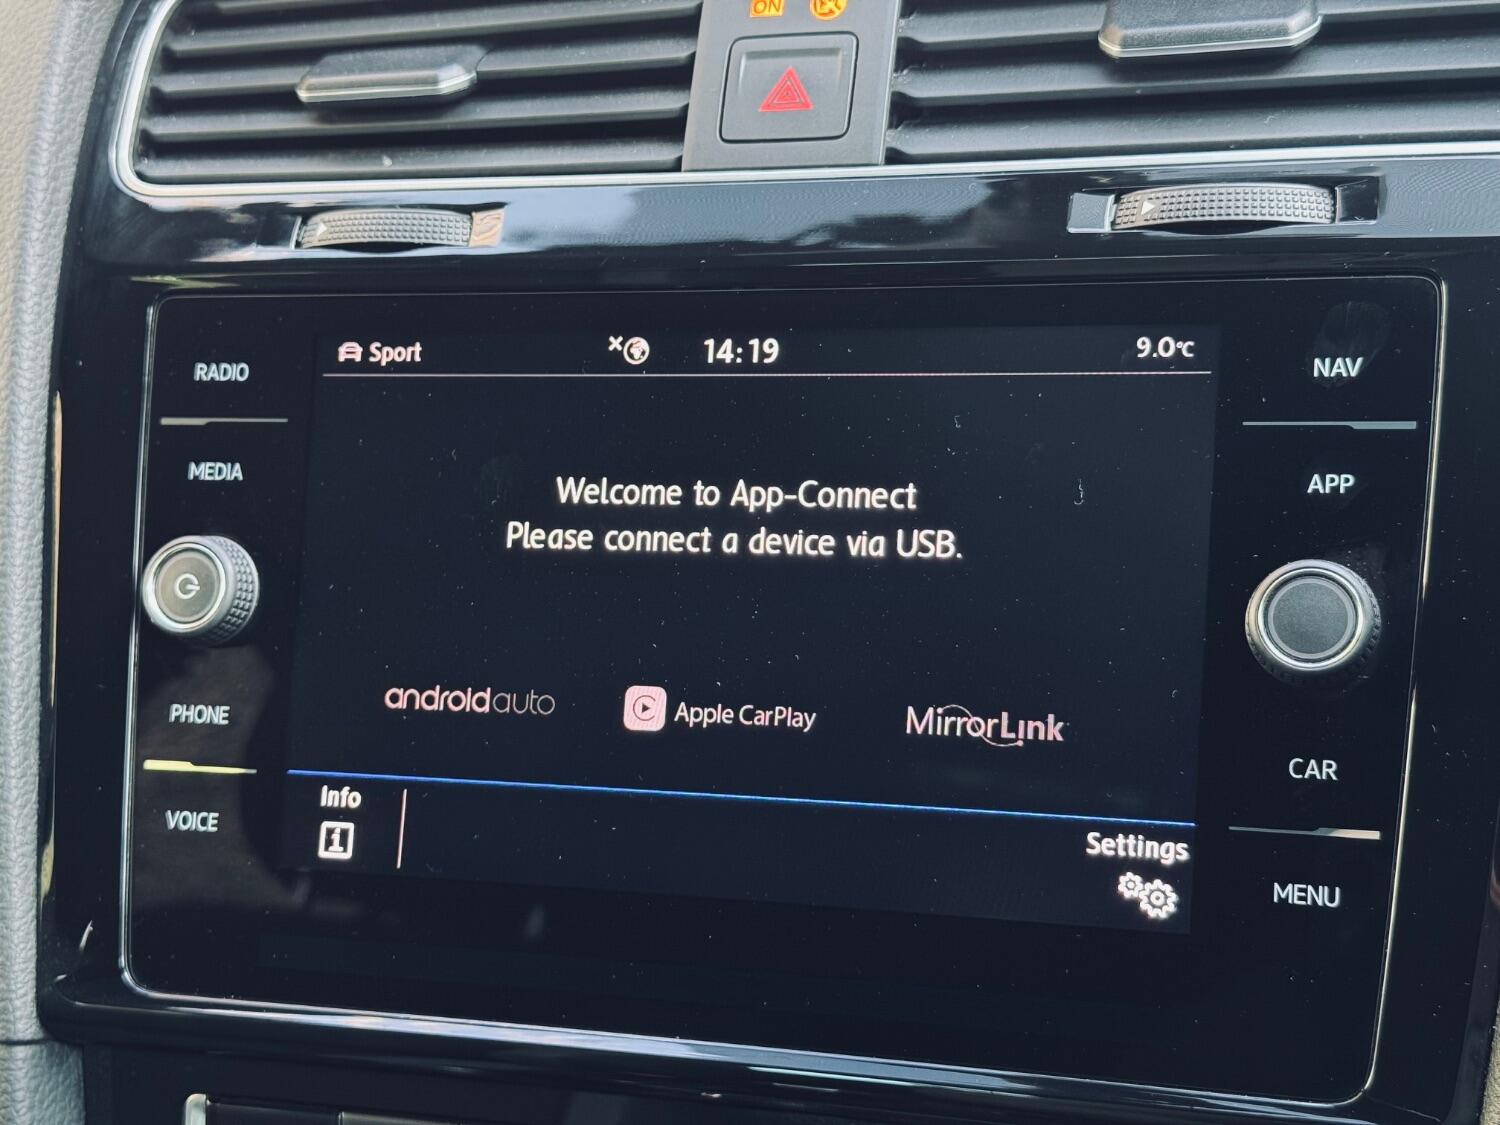 ON
Sport 14:19 9.0°C
RADIO
NAV
MEDIA
APP
Welcome to App-Connect
Please connect a device via USB.
PHONE
androidauto Apple CarPlay MirrorLink
CAR
VOICE
Info
Settings
MENU